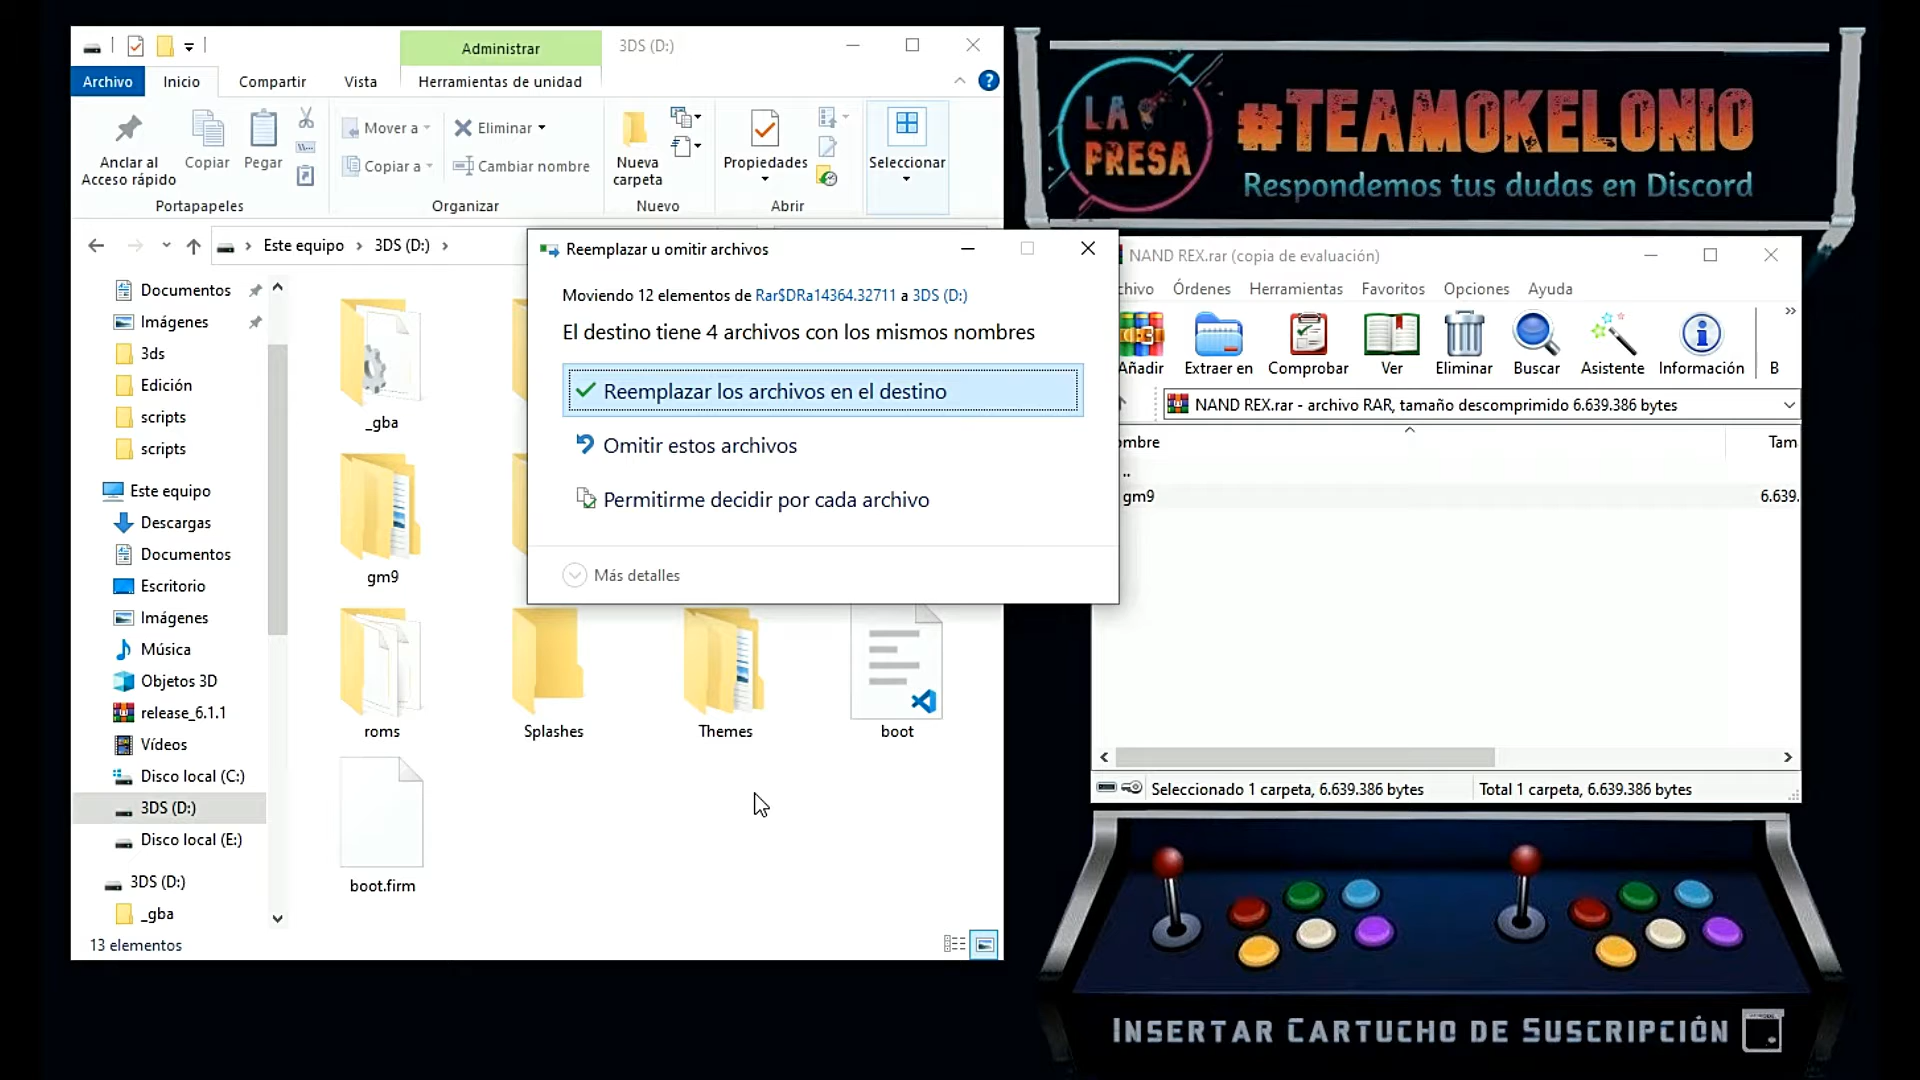 Administrar
3DS (D:)
Archivo
Inicio
Compartir
Vista
Herramientas de unidad
Anclar al
Acceso rápido
Copiar
Pegar
Mover a
Copiar a
Eliminar
Cambiar nombre
Nueva
carpeta
Propiedades
Seleccionar
Portapapeles
Organizar
Nuevo
Abrir
Este equipo > 3DS (D:) >
Documentos
Imágenes
3ds
Edición
scripts
scripts
Este equipo
Descargas
Documentos
Escritorio
Imágenes
Música
Objetos 3D
release_6.1.1
Vídeos
Disco local (C:)
3DS (D:)
Disco local (E:)
3DS (D:)
_gba
13 elementos
_gba
gm9
roms
Splashes
Themes
boot
boot.firm
Reemplazar u omitir archivos
Moviendo 12 elementos de Rar$DRa14364.32711 a 3DS (D:)
El destino tiene 4 archivos con los mismos nombres
Reemplazar los archivos en el destino
Omitir estos archivos
Permitirme decidir por cada archivo
Más detalles
LA
PRESA
#TEAMOKELONIO
Respondemos tus dudas en Discord
NAND REX.rar (copia de evaluación)
chivo
Órdenes
Herramientas
Favoritos
Opciones
Ayuda
Añadir
Extraer en
Comprobar
Ver
Eliminar
Buscar
Asistente
Información
B
NAND REX.rar - archivo RAR, tamaño descomprimido 6.639.386 bytes
ombre
Tam
..
gm9
6.639.
Seleccionado 1 carpeta, 6.639.386 bytes
Total 1 carpeta, 6.639.386 bytes
INSERTAR CARTUCHO DE SUSCRIPCIÓN